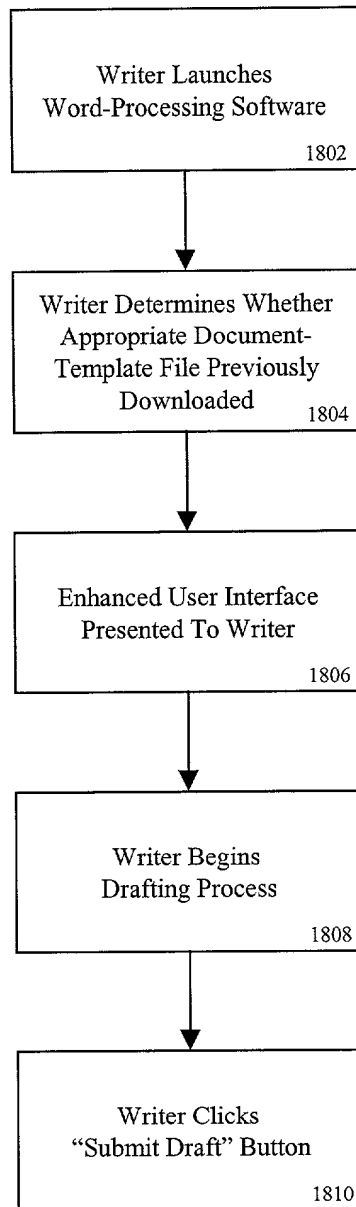 Writer Launches
Word-Processing Software
1802
Writer Determines Whether
Appropriate Document-
Template File Previously
Downloaded
1804
Enhanced User Interface
Presented To Writer
1806
Writer Begins
Drafting Process
1808
Writer Clicks
“Submit Draft” Button
1810